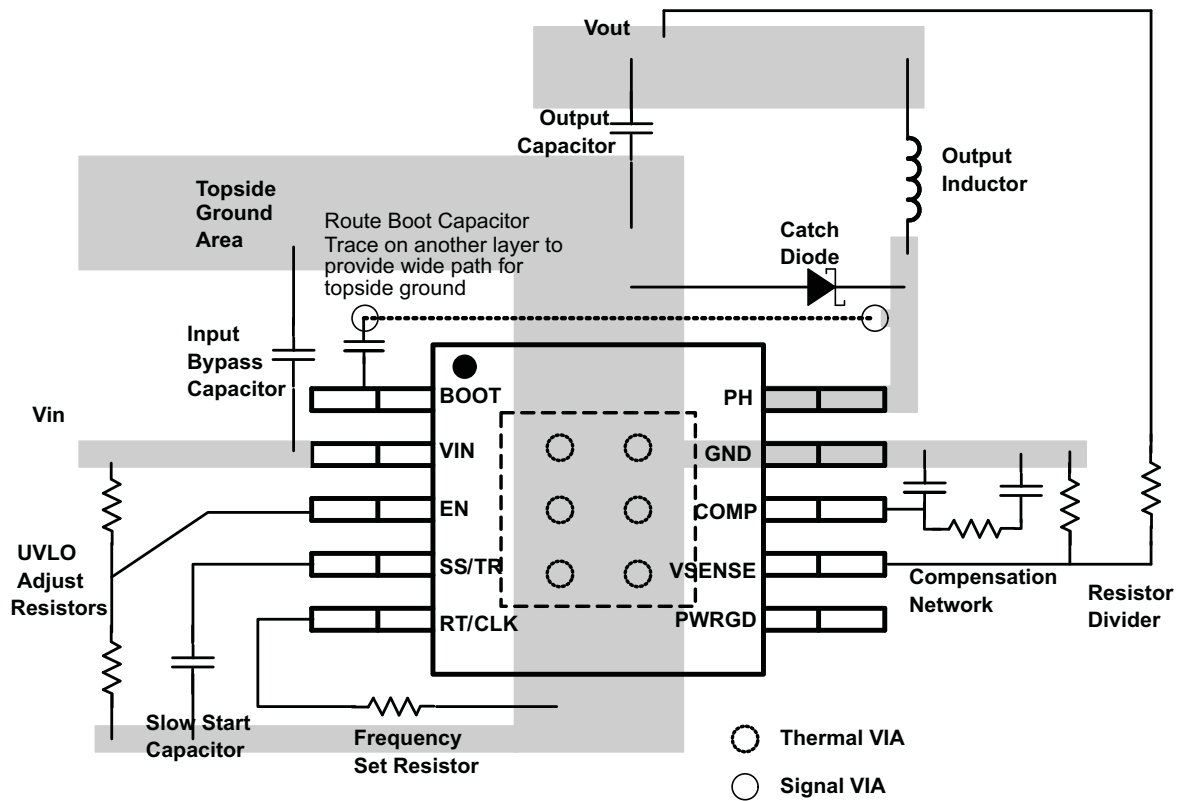 Vout
Output
Capacitor
Output
Inductor
Topside
Ground
Area
Route Boot Capacitor
Trace on another layer to
provide wide path for
topside ground
Catch
Diode
Input
Bypass
Capacitor
Vin
BOOT
VIN
EN
SS/TR
RT/CLK
PH
GND
COMP
VSENSE
PWRGD
UVLO
Adjust
Resistors
Compensation
Network
Resistor
Divider
Slow Start
Capacitor
Frequency
Set Resistor
Thermal VIA
Signal VIA